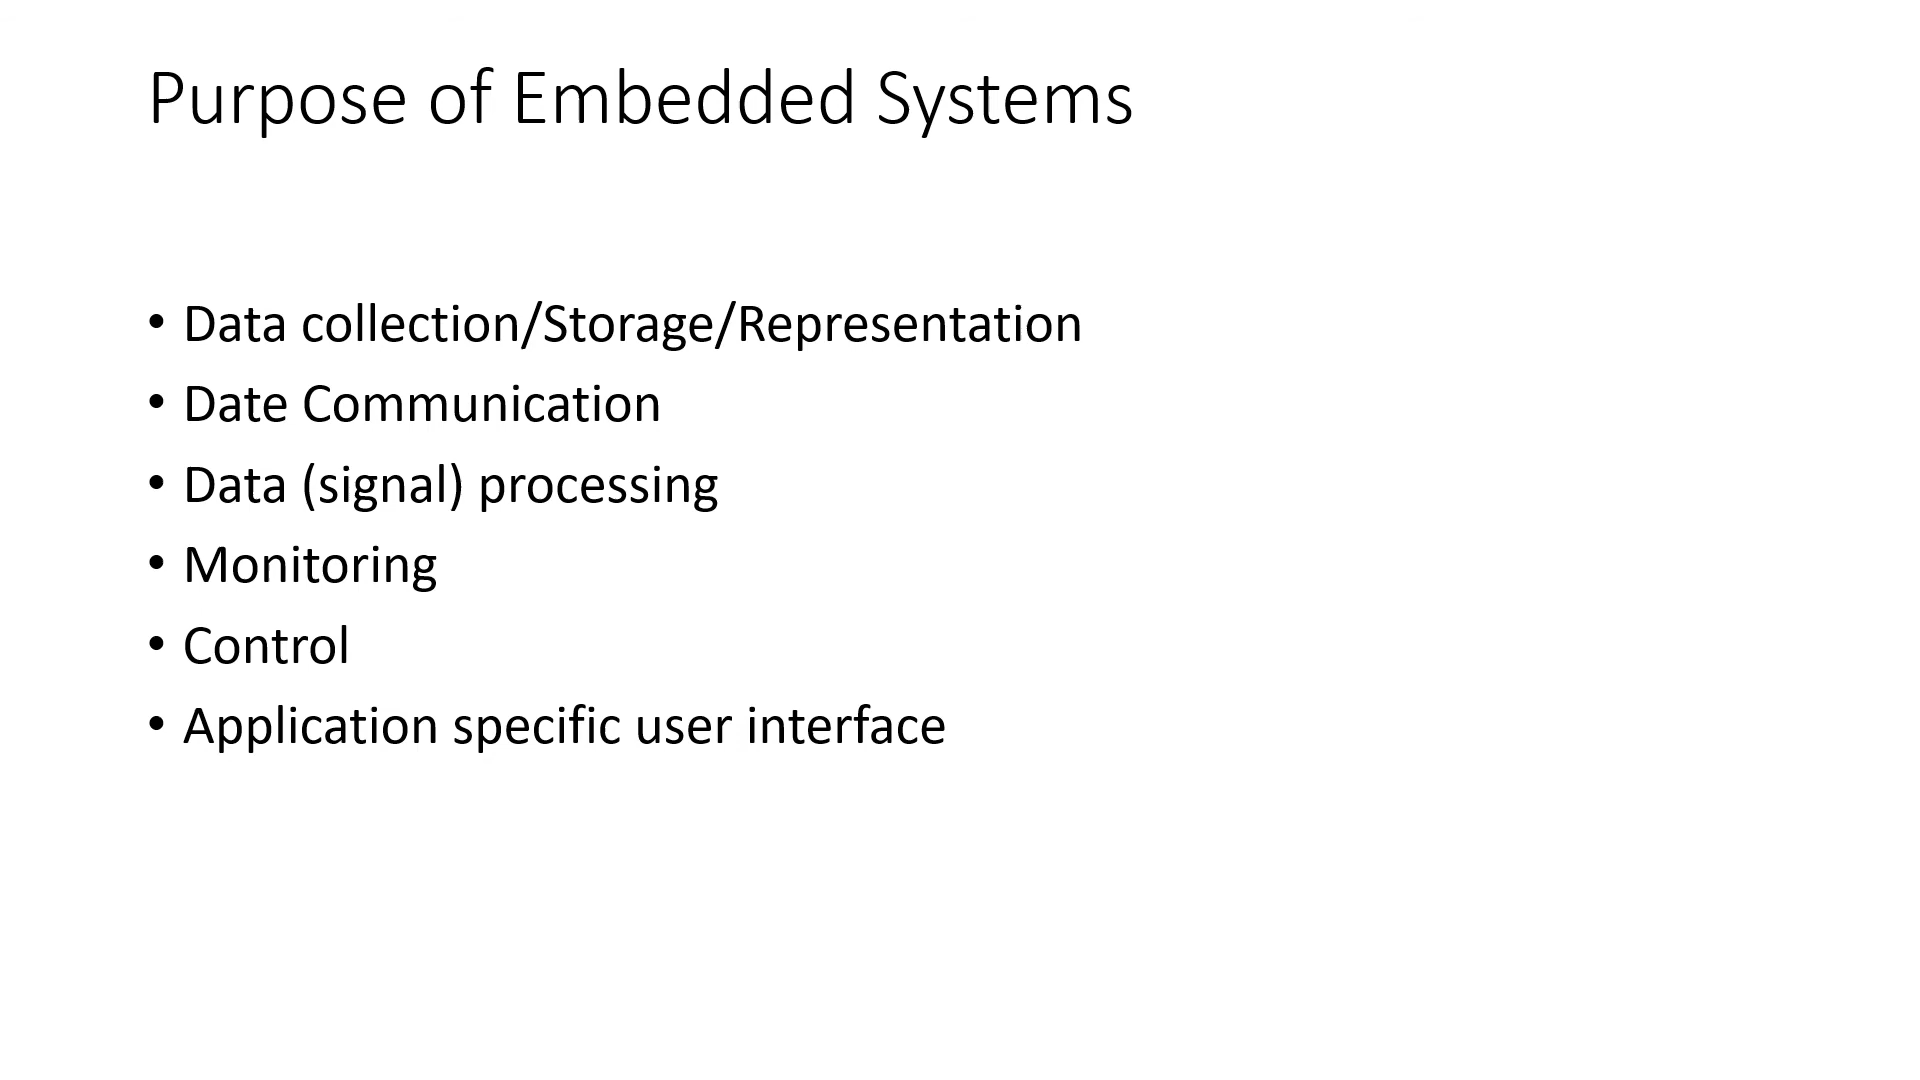 Purpose of Embedded Systems
• Data collection/Storage/Representation
• Date Communication
• Data (signal) processing
• Monitoring
• Control
• Application specific user interface